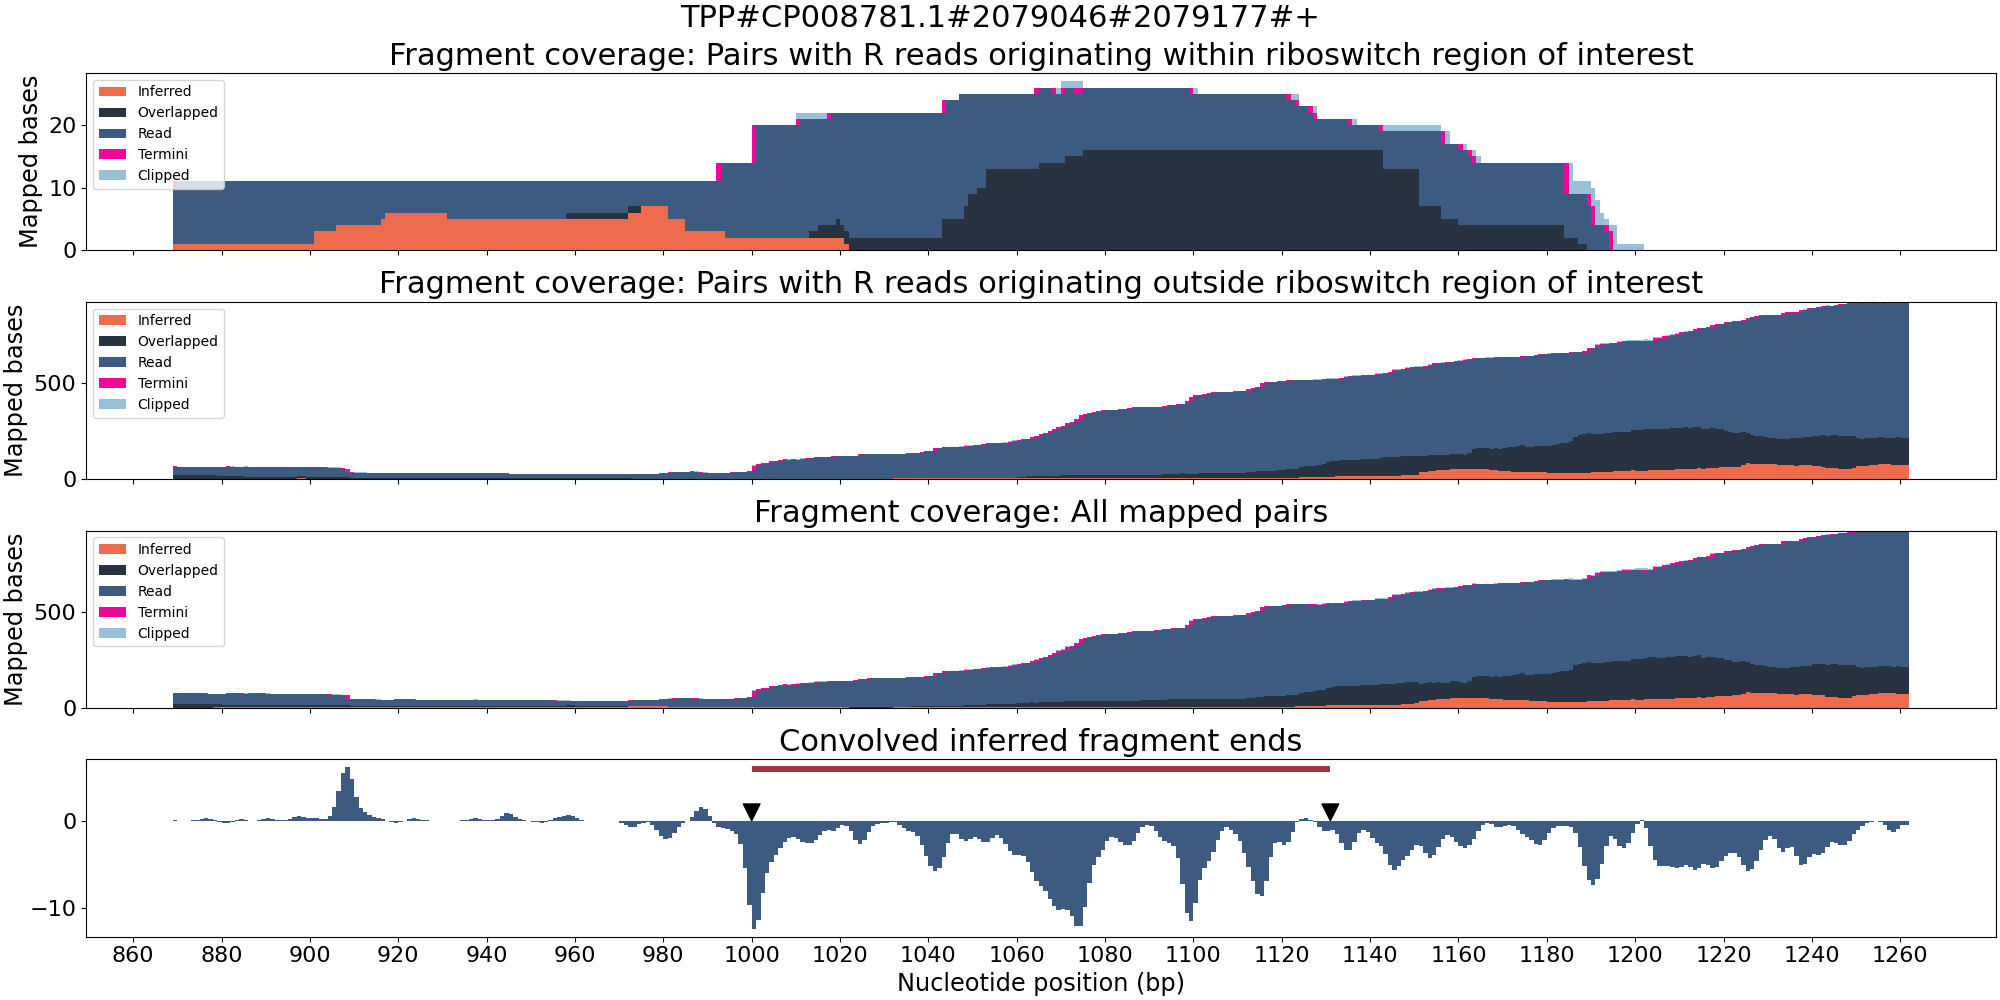 TPP#CP008781.1#2079046#2079177#+
Fragment coverage: Pairs with R reads originating within riboswitch region of interest
Mapped bases
20
10
0
Inferred
Overlapped
Read
Termini
Clipped
Fragment coverage: Pairs with R reads originating outside riboswitch region of interest
Mapped bases
500
0
Inferred
Overlapped
Read
Termini
Clipped
Fragment coverage: All mapped pairs
Mapped bases
500
0
Inferred
Overlapped
Read
Termini
Clipped
Convolved inferred fragment ends
0
−10
860 880 900 920 940 960 980 1000 1020 1040 1060 1080 1100 1120 1140 1160 1180 1200 1220 1240 1260
Nucleotide position (bp)